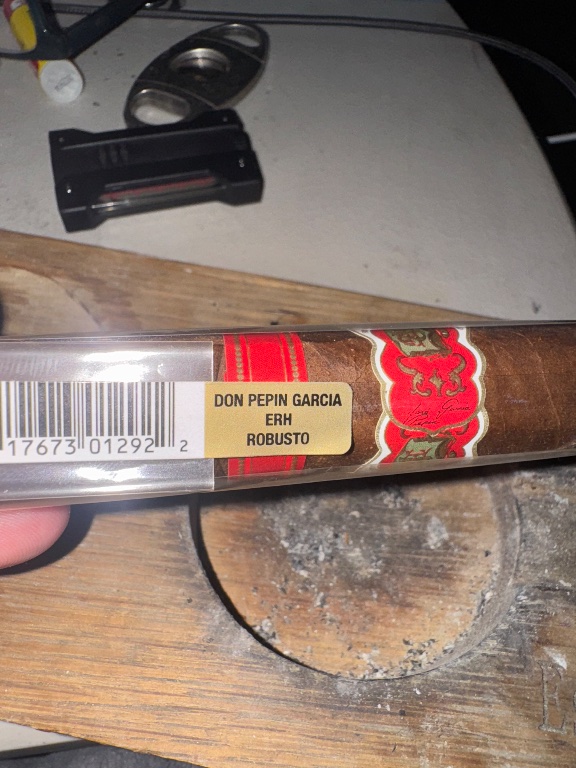 DON PEPIN GARCIA
ERH
ROBUSTO
17673 01292 2